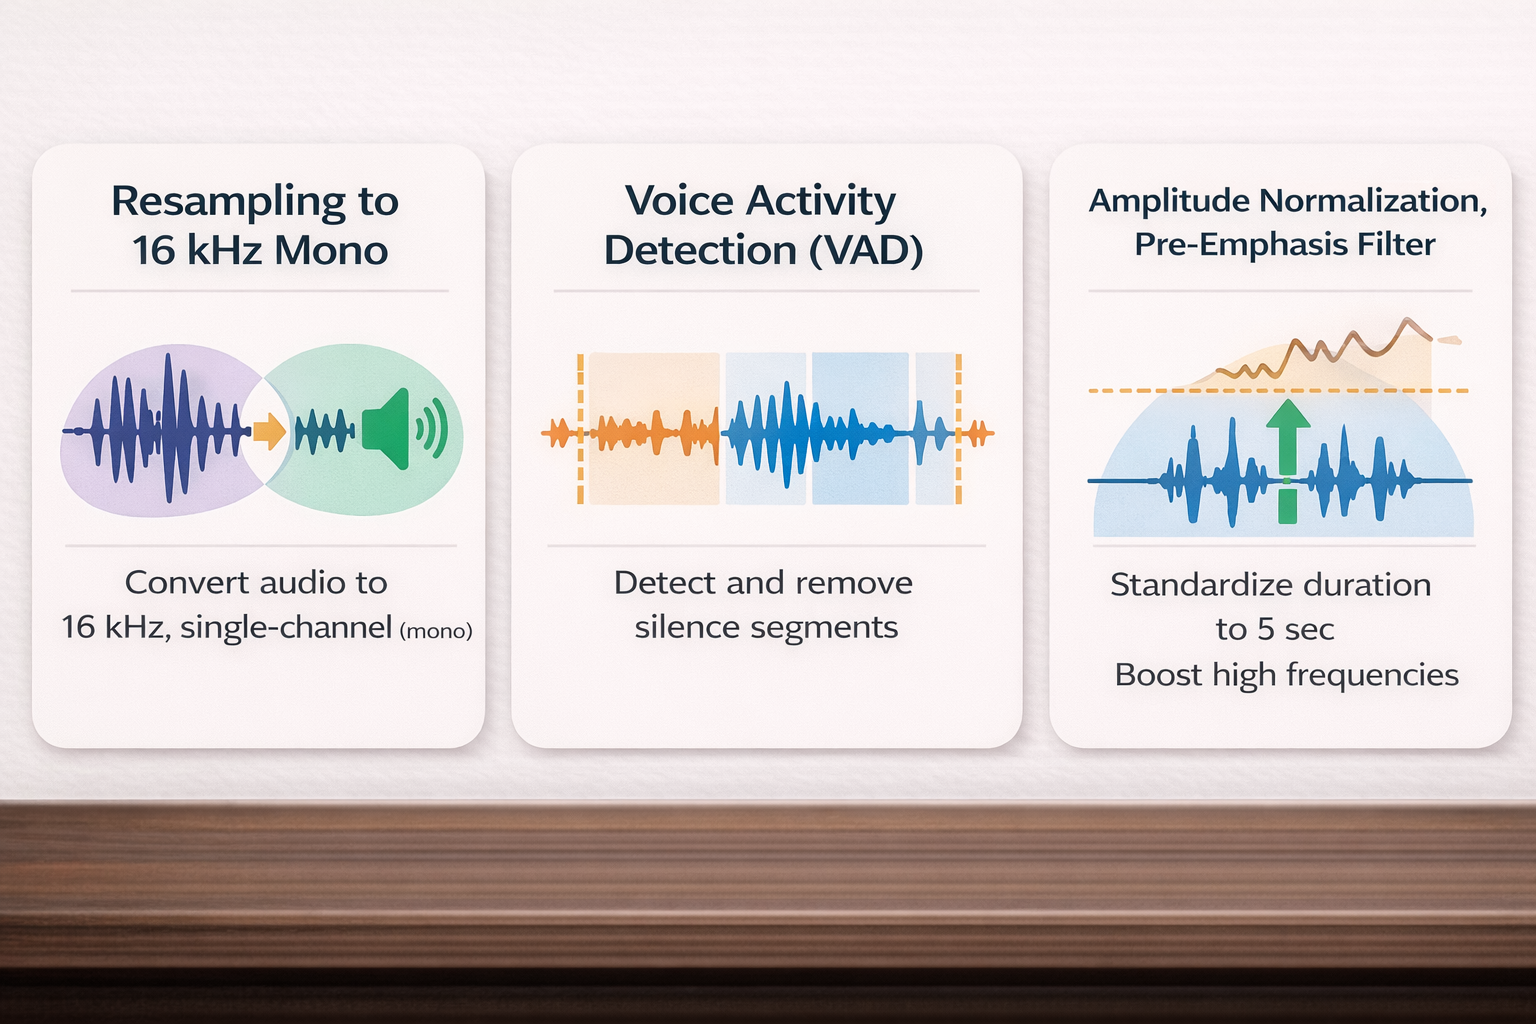 Resampling to
16 kHz Mono
Convert audio to
16 kHz, single-channel (mono)
Voice Activity
Detection (VAD)
Detect and remove
silence segments
Amplitude Normalization,
Pre-Emphasis Filter
Standardize duration
to 5 sec
Boost high frequencies